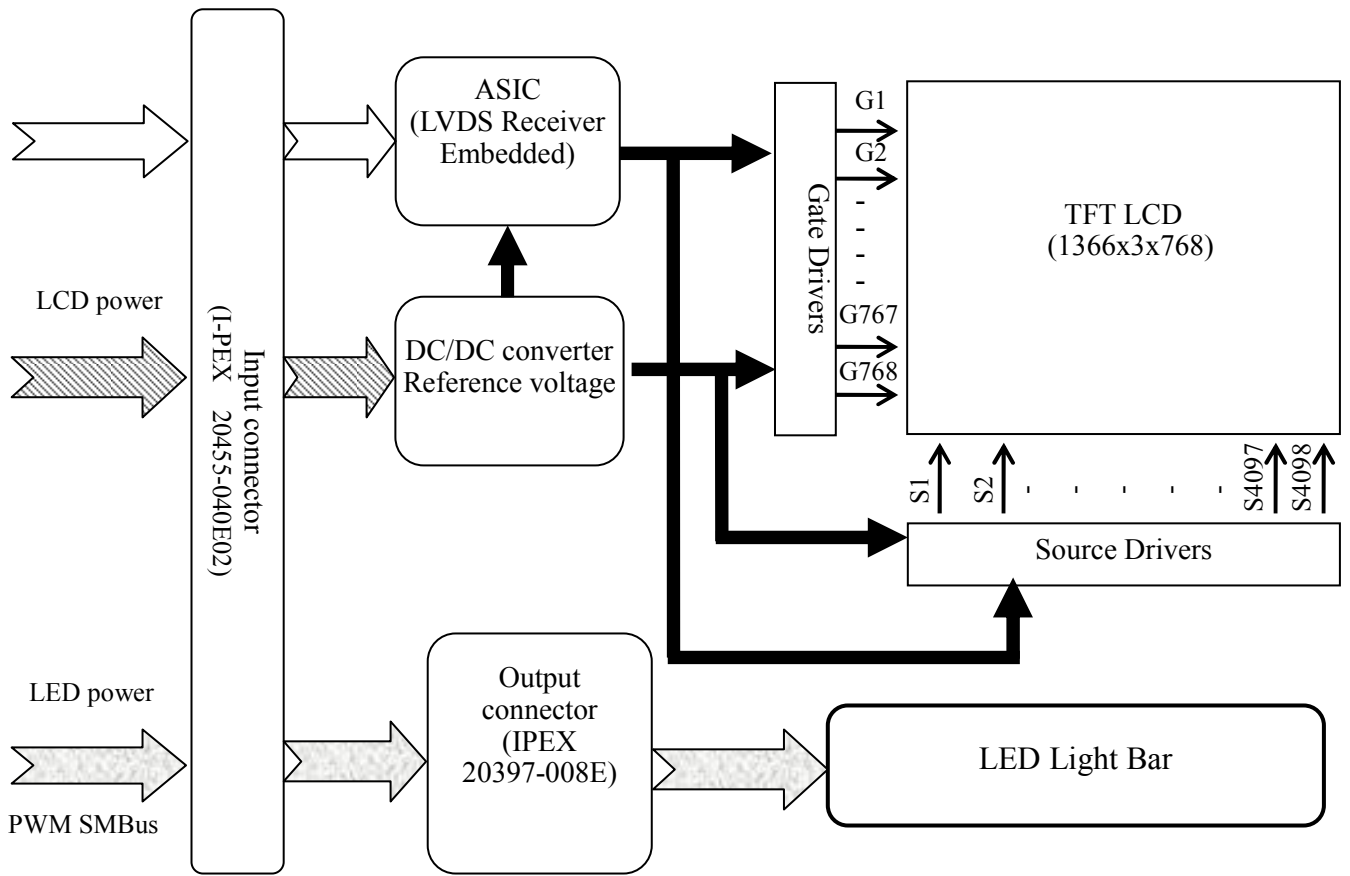 ASIC
(LVDS Receiver
Embedded)
LCD power
DC/DC converter
Reference voltage
Input connector
(I-PEX 20455-040E02)
Gate Drivers
G1
G2
-
-
-
-
G767
G768
TFT LCD
(1366x3x768)
S1
S2
- - - - -
S4097
S4098
Source Drivers
LED power
PWM SMBus
Output
connector
(IPEX
20397-008E)
LED Light Bar